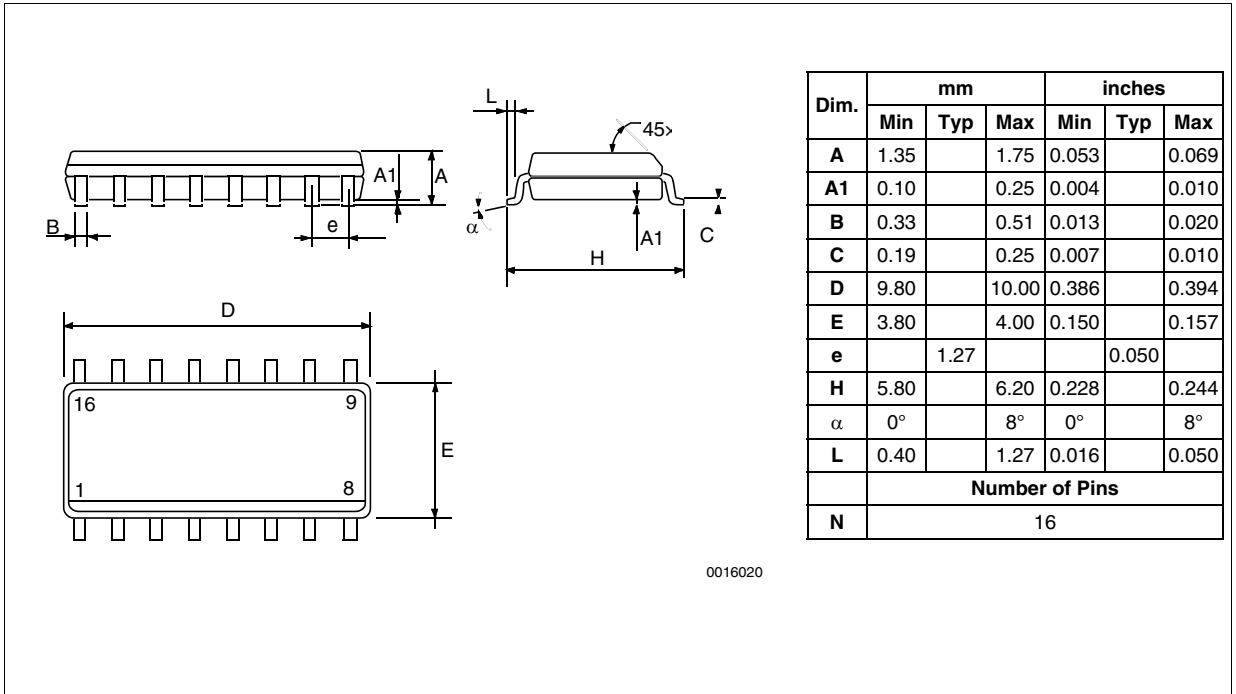 L
45x
A1
A
B
e
α
A1
C
H
D
16
9
E
1
8
0016020
Dim. mm inches
Min Typ Max Min Typ Max
A 1.35 1.75 0.053 0.069
A1 0.10 0.25 0.004 0.010
B 0.33 0.51 0.013 0.020
C 0.19 0.25 0.007 0.010
D 9.80 10.00 0.386 0.394
E 3.80 4.00 0.150 0.157
e 1.27 0.050
H 5.80 6.20 0.228 0.244
α 0° 8° 0° 8°
L 0.40 1.27 0.016 0.050
Number of Pins
N 16